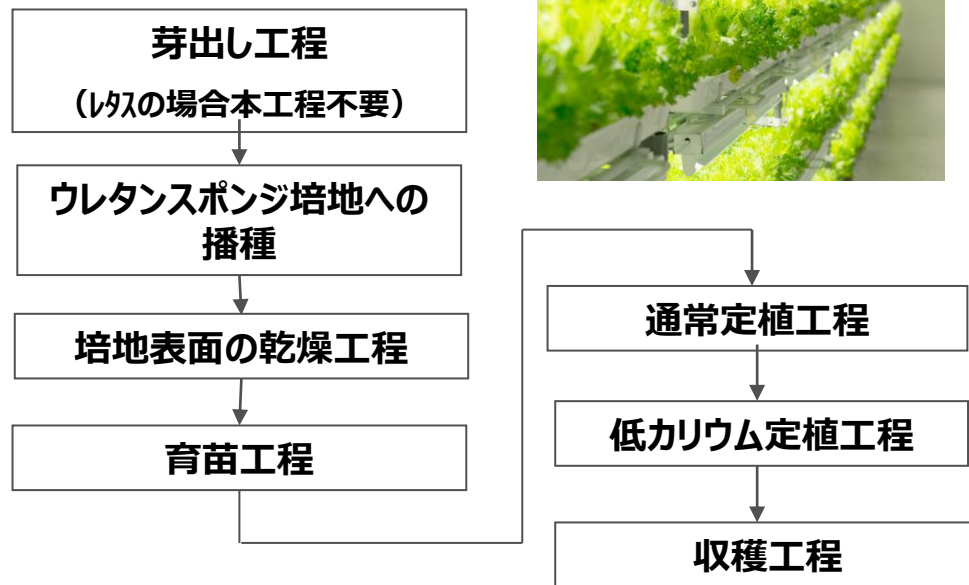 芽出し工程
（ﾚﾀｽの場合本工程不要）
ウレタンスポンジ培地への
播種
培地表面の乾燥工程
育苗工程
通常定植工程
低カリウム定植工程
収穫工程